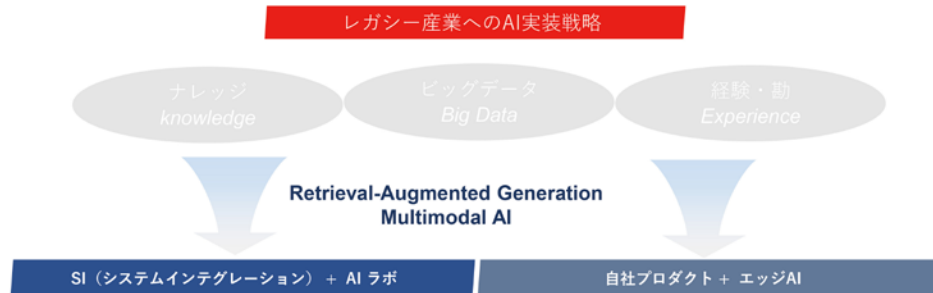 レガシー産業へのAI実装戦略
ナレッジ
knowledge
ビッグデータ
Big Data
経験・勘
Experience
Retrieval-Augmented Generation
Multimodal AI
SI（システムインテグレーション） + AI ラボ
自社プロダクト + エッジAI